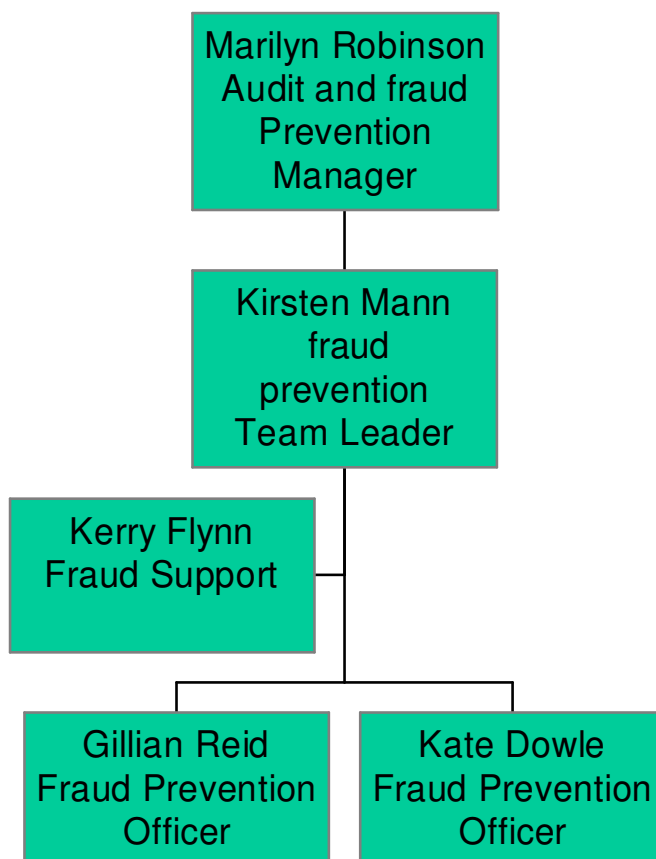 Marilyn Robinson
Audit and fraud
Prevention
Manager
Kirsten Mann
fraud
prevention
Team Leader
Kerry Flynn
Fraud Support
Gillian Reid
Fraud Prevention
Officer
Kate Dowle
Fraud Prevention
Officer